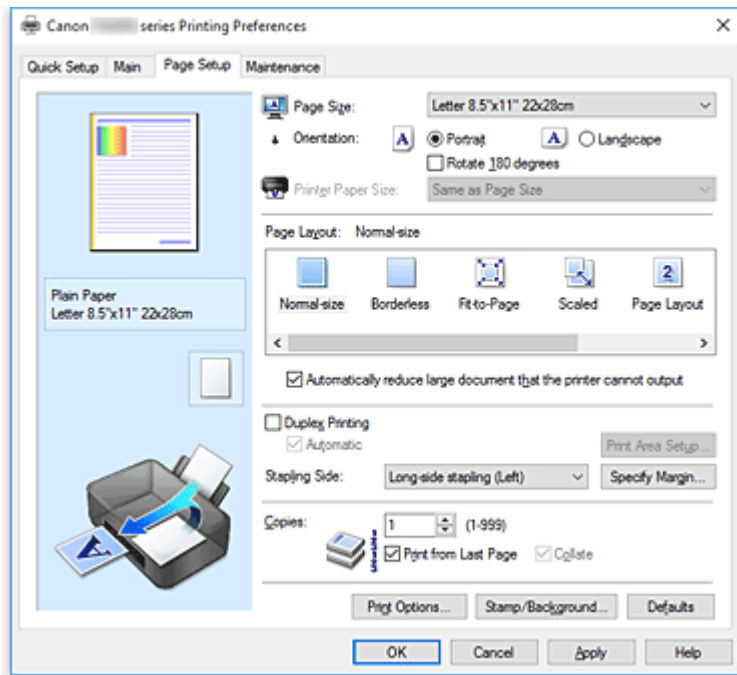 Canon series Printing Preferences
Quick Setup Main Page Setup Maintenance
Page Size: Letter 8.5"x11" 22x28cm
Orientation: A Portrait A Landscape
Rotate 180 degrees
Printer Paper Size: Same as Page Size
Page Layout: Normal-size
2
Normal-size Borderless Fit-to-Page Scaled Page Layout
Plain Paper
Letter 8.5"x11" 22x28cm
Automatically reduce large document that the printer cannot output
Duplex Printing
Automatic Print Area Setup...
Stapling Side: Long-side stapling (Left) Specify Margin...
Copies: 1 (1-999)
Print from Last Page Collate
A
Print Options... Stamp/Background... Defaults
OK Cancel Apply Help